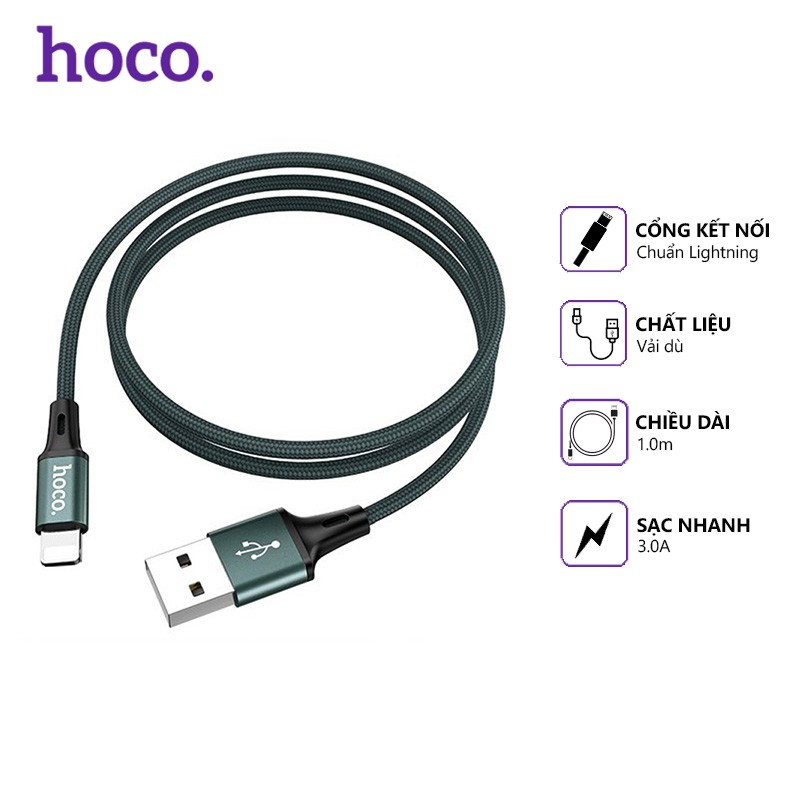 hoco.
CỔNG KẾT NỐI
Chuẩn Lightning
CHẤT LIỆU
Vải dù
CHIỀU DÀI
1.0m
SẠC NHANH
3.0A
hoco.